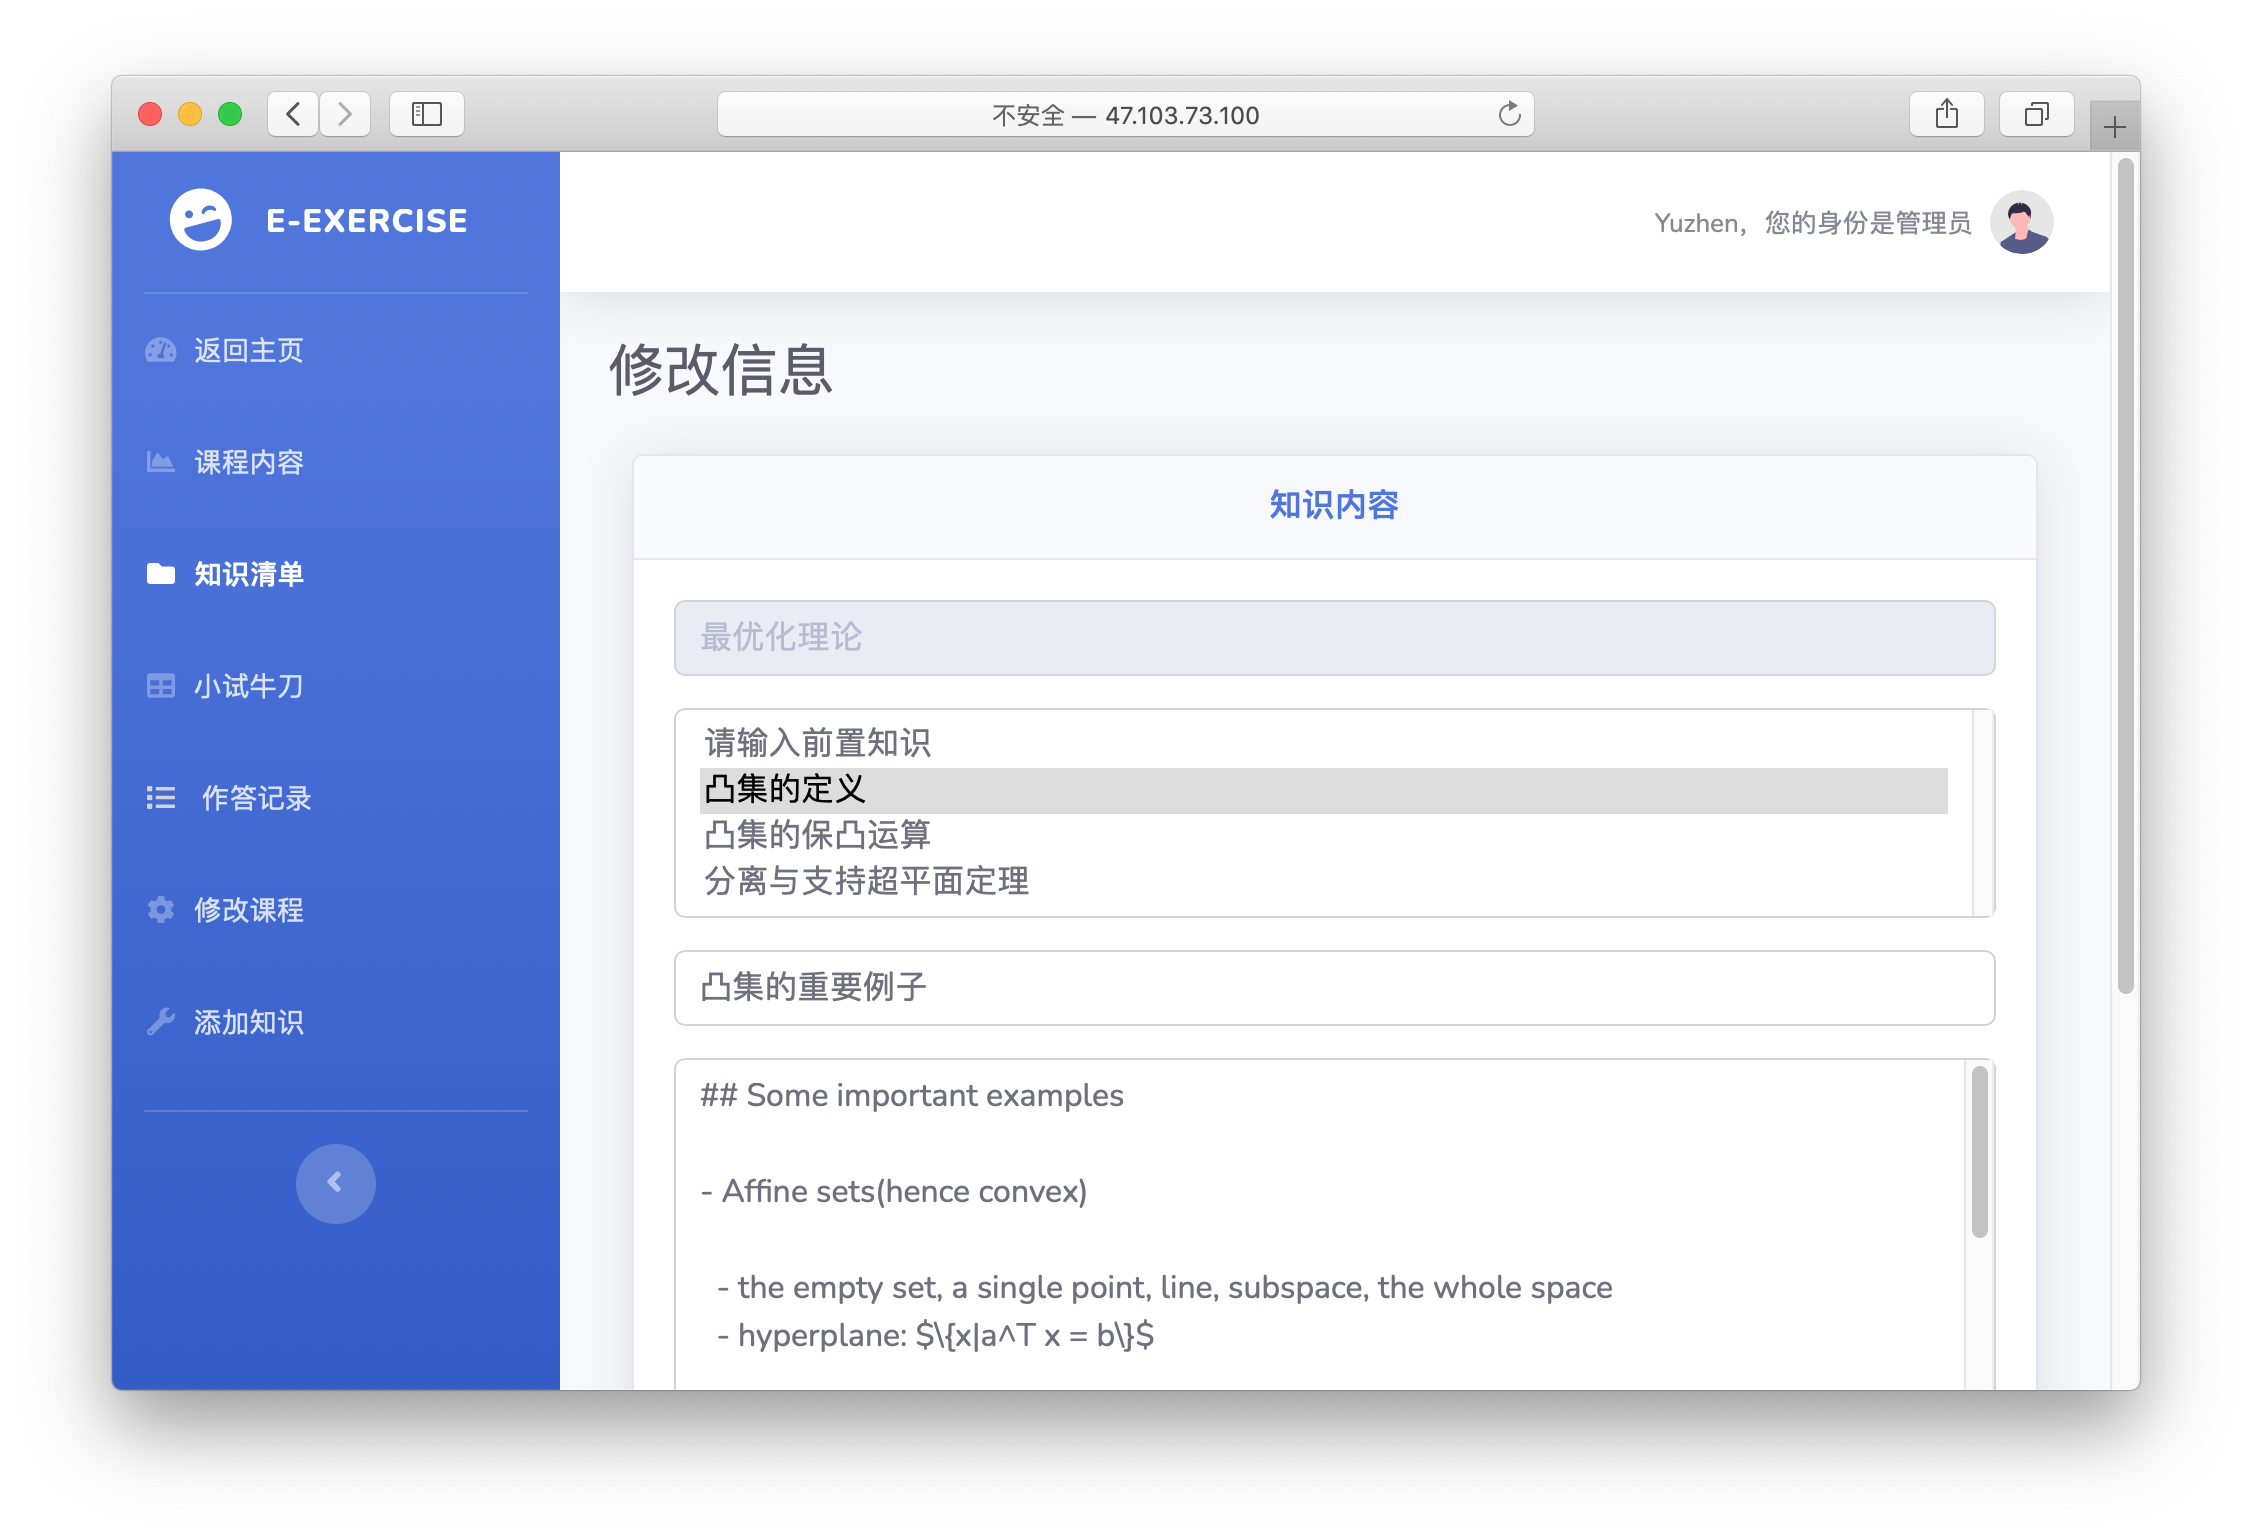 不安全 — 47.103.73.100
E-EXERCISE
Yuzhen，您的身份是管理员
返回主页
课程内容
知识清单
小试牛刀
作答记录
修改课程
添加知识
修改信息
知识内容
最优化理论
请输入前置知识
凸集的定义
凸集的保凸运算
分离与支持超平面定理
凸集的重要例子
## Some important examples
- Affine sets(hence convex)
- the empty set, a single point, line, subspace, the whole space
- hyperplane: $\{x|a^T x = b\}$